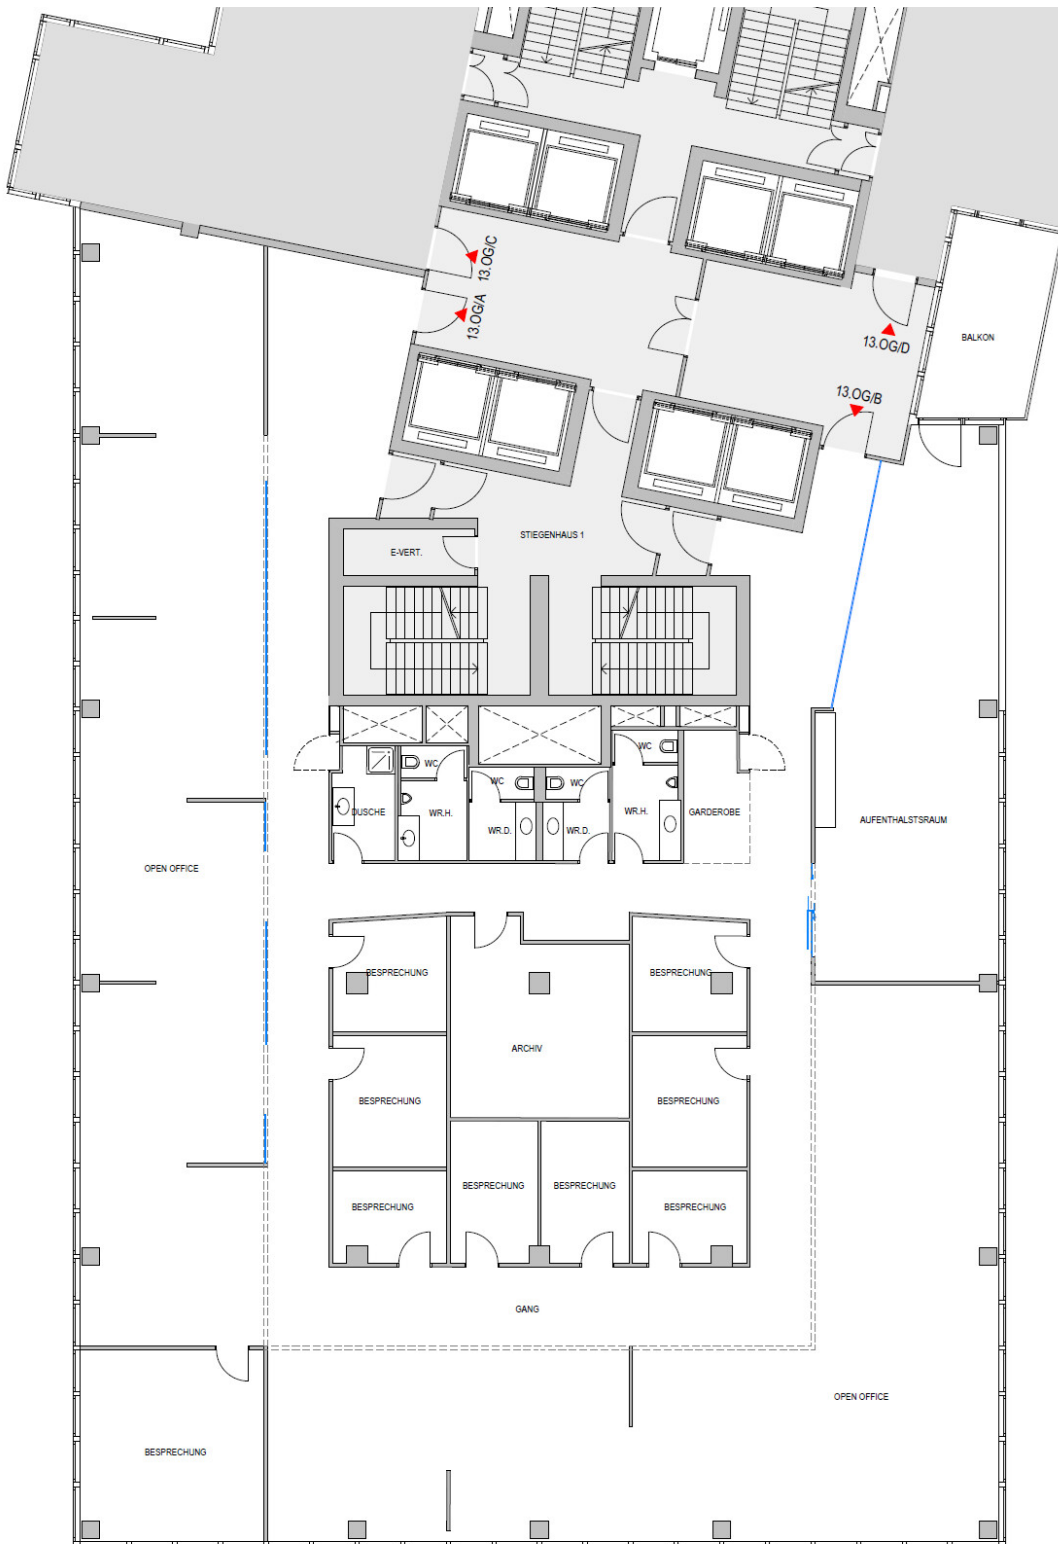 13.OG/C
13.OG/A
13.OG/D
BALKON
13.OG/B
STIEGENHAUS 1
E-VERT.
WC
WC
WC
WC
DUSCHE
WR.H.
WR.D.
WR.D.
WR.H.
GARDEROBE
AUFENTHALSTSRAUM
OPEN OFFICE
BESPRECHUNG
BESPRECHUNG
ARCHIV
BESPRECHUNG
BESPRECHUNG
BESPRECHUNG
BESPRECHUNG
BESPRECHUNG
BESPRECHUNG
GANG
OPEN OFFICE
BESPRECHUNG